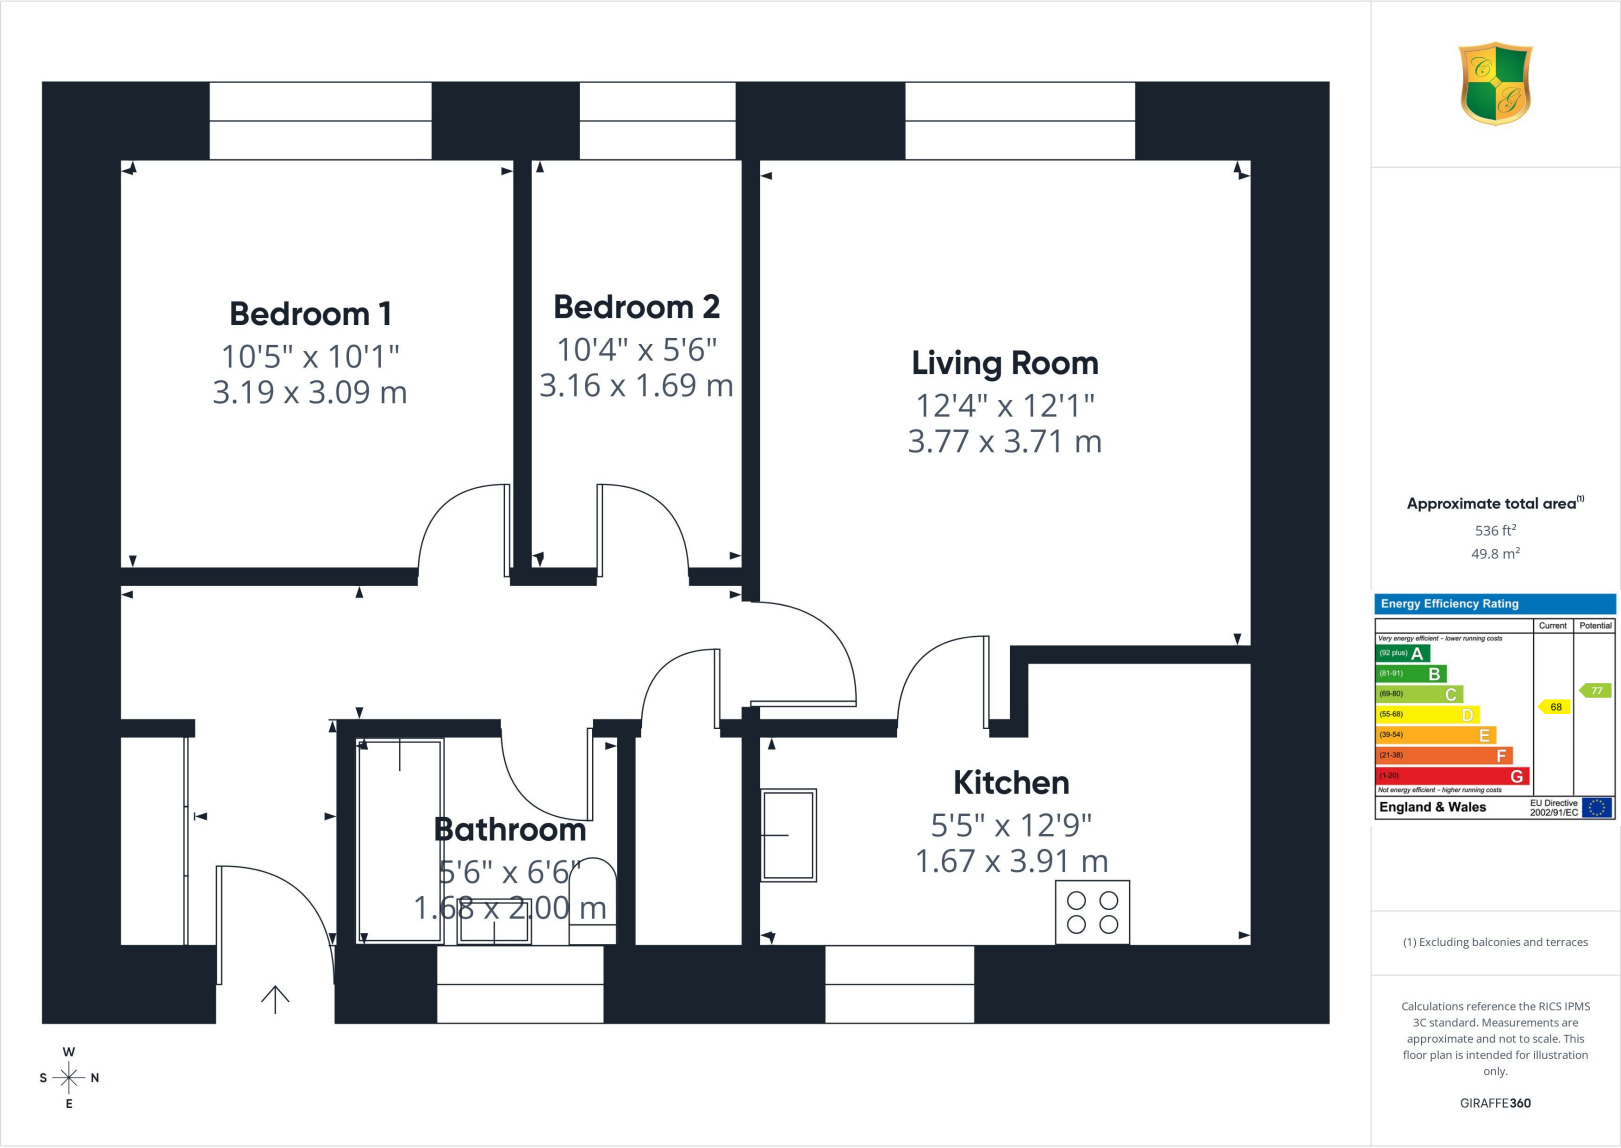 Bedroom 1
10'5" x 10'1"
3.19 x 3.09 m
Bedroom 2
10'4" x 5'6"
3.16 x 1.69 m
Living Room
12'4" x 12'1"
3.77 x 3.71 m
Bathroom
5'6" x 6'6"
1.68 x 2.00 m
Kitchen
5'5" x 12'9"
1.67 x 3.91 m
W
S N
E
C
G
Approximate total area(1)
536 ft²
49.8 m²
Energy Efficiency Rating
Current Potential
Very energy efficient – lower running costs
(92 plus) A
(81-91) B
(69-80) C
(55-68) D
(39-54) E
(21-38) F
(1-20) G
68
77
Not energy efficient – higher running costs
England & Wales
EU Directive
2002/91/EC
(1) Excluding balconies and terraces
Calculations reference the RICS IPMS
3C standard. Measurements are
approximate and not to scale. This
floor plan is intended for illustration
only.
GIRAFFE360